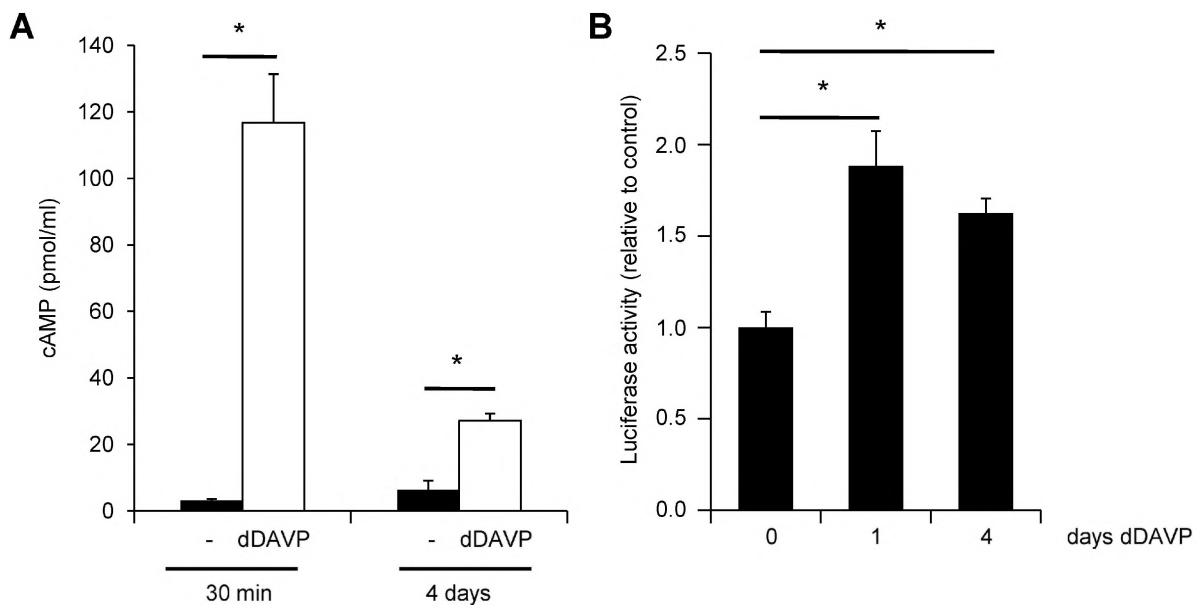 A
*
140
120
100
80
60
40
20
0
cAMP (pmol/ml)
*
- dDAVP - dDAVP
30 min 4 days
B
*
*
2.5
2.0
1.5
1.0
0.5
0.0
Luciferase activity (relative to control)
0 1 4 days dDAVP